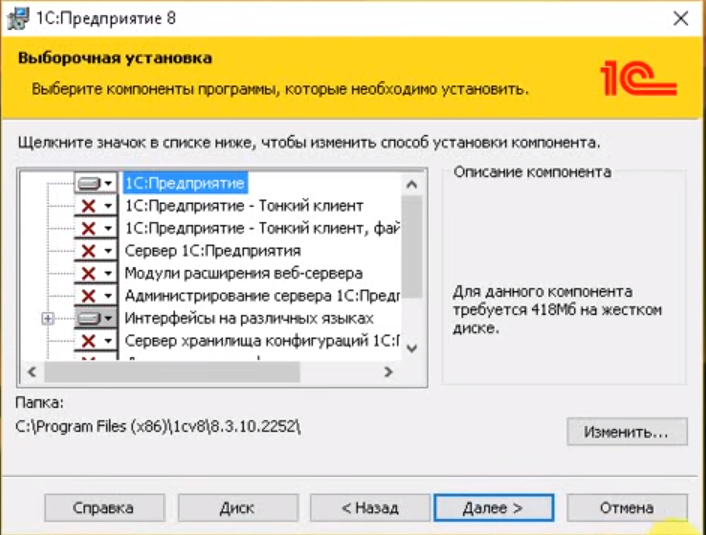 1С:Предприятие 8
Выборочная установка
Выберите компоненты программы, которые необходимо установить.
1С
Щелкните значок в списке ниже, чтобы изменить способ установки компонента.
1С:Предприятие
1С:Предприятие - Тонкий клиент
1С:Предприятие - Тонкий клиент, фай
Сервер 1С:Предприятия
Модули расширения веб-сервера
Администрирование сервера 1С:Предп
Интерфейсы на различных языках
Сервер хранилища конфигураций 1С:П
Описание компонента
Для данного компонента
требуется 418Мб на жестком
диске.
Папка:
C:\Program Files (x86)\1cv8\8.3.10.2252\
Изменить...
Справка
Диск
< Назад
Далее >
Отмена